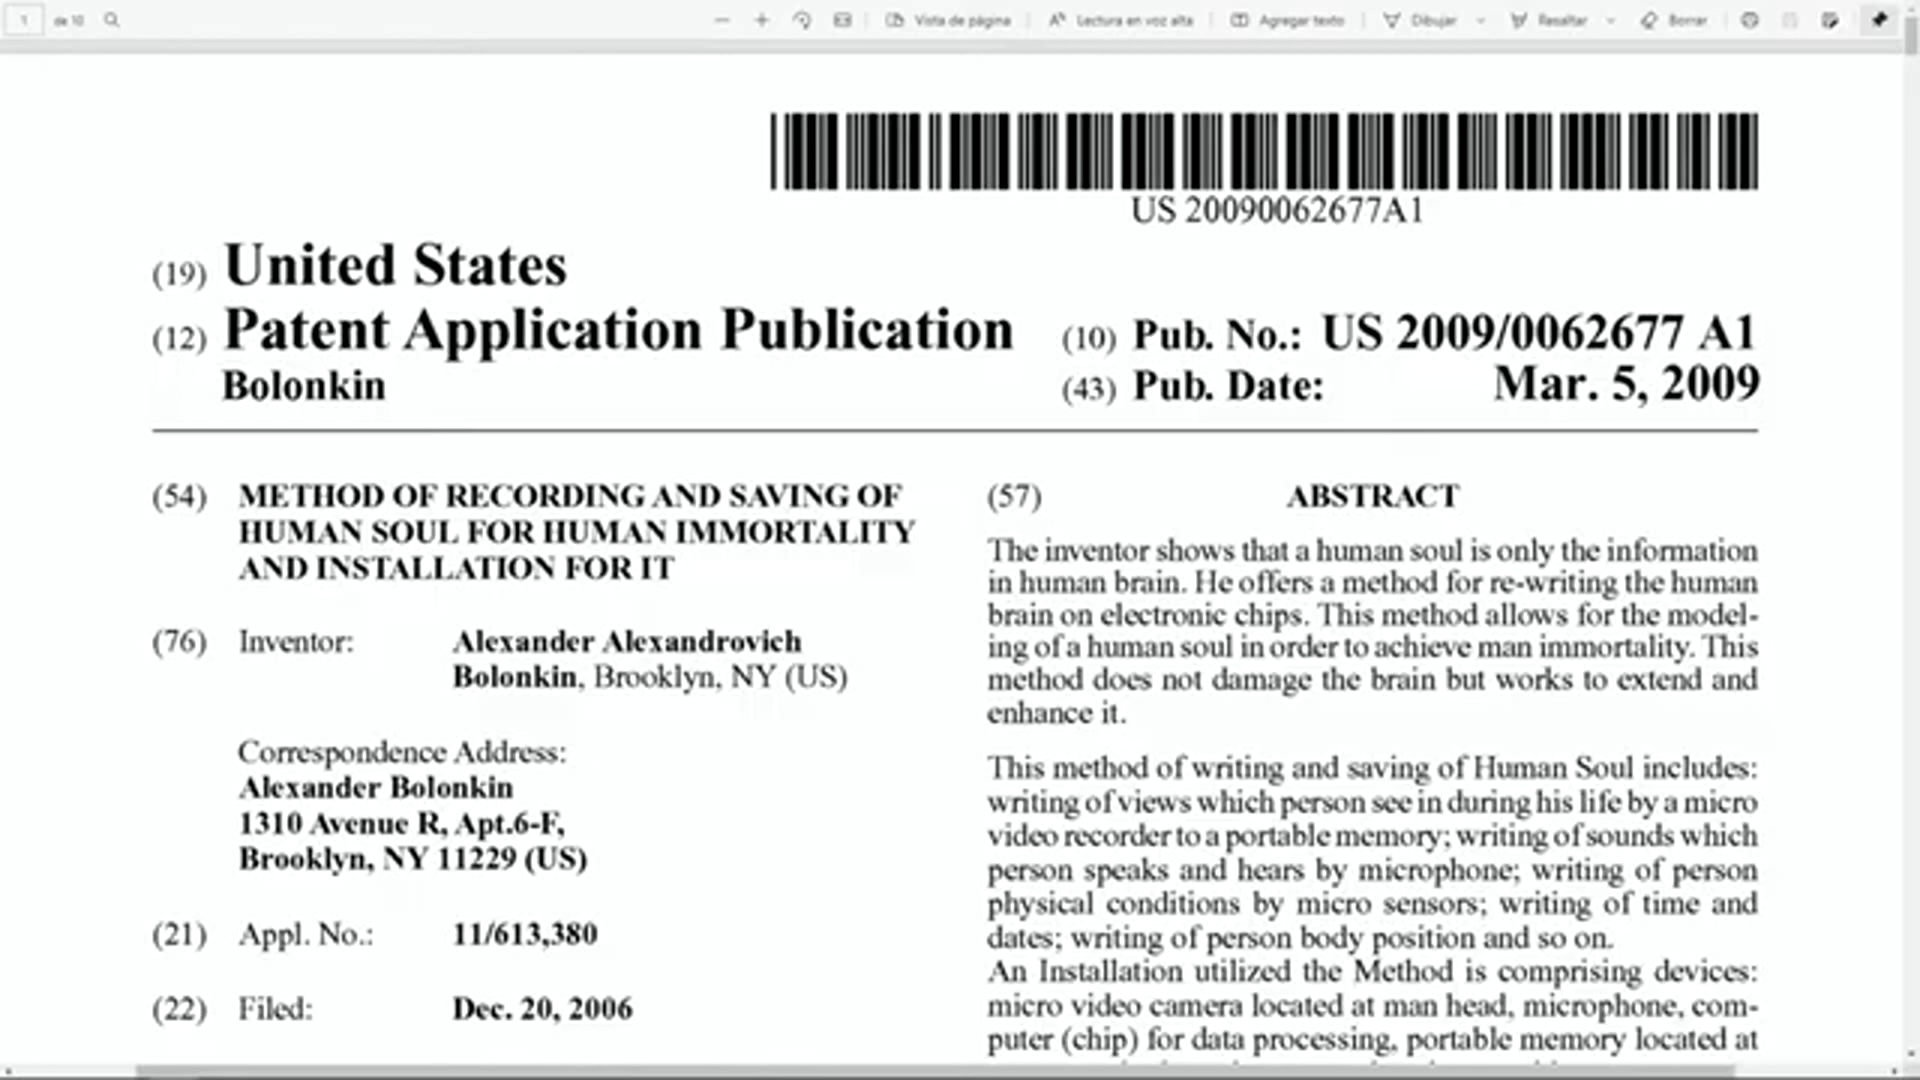 1 de 10 Vista de página Lectura en voz alta Agregar texto Dibujar Resaltar Borrar
US 20090062677A1
(19) United States
(12) Patent Application Publication
Bolonkin
(10) Pub. No.: US 2009/0062677 A1
(43) Pub. Date: Mar. 5, 2009
(54) METHOD OF RECORDING AND SAVING OF
HUMAN SOUL FOR HUMAN IMMORTALITY
AND INSTALLATION FOR IT
(76) Inventor: Alexander Alexandrovich
Bolonkin, Brooklyn, NY (US)
Correspondence Address:
Alexander Bolonkin
1310 Avenue R, Apt.6-F,
Brooklyn, NY 11229 (US)
(21) Appl. No.: 11/613,380
(22) Filed: Dec. 20, 2006
(57) ABSTRACT
The inventor shows that a human soul is only the information
in human brain. He offers a method for re-writing the human
brain on electronic chips. This method allows for the model-
ing of a human soul in order to achieve man immortality. This
method does not damage the brain but works to extend and
enhance it.
This method of writing and saving of Human Soul includes:
writing of views which person see in during his life by a micro
video recorder to a portable memory; writing of sounds which
person speaks and hears by microphone; writing of person
physical conditions by micro sensors; writing of time and
dates; writing of person body position and so on.
An Installation utilized the Method is comprising devices:
micro video camera located at man head, microphone, com-
puter (chip) for data processing, portable memory located at